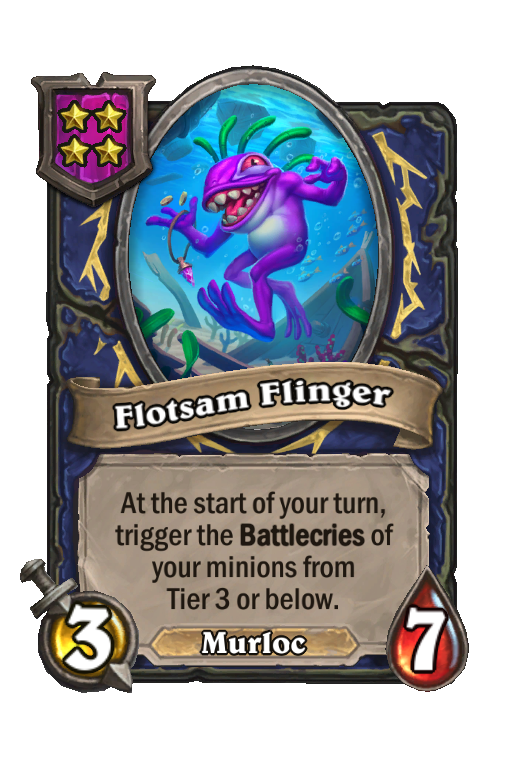 Flotsam Flinger
At the start of your turn,
trigger the Battlecries of
your minions from
Tier 3 or below.
3
Murloc
7